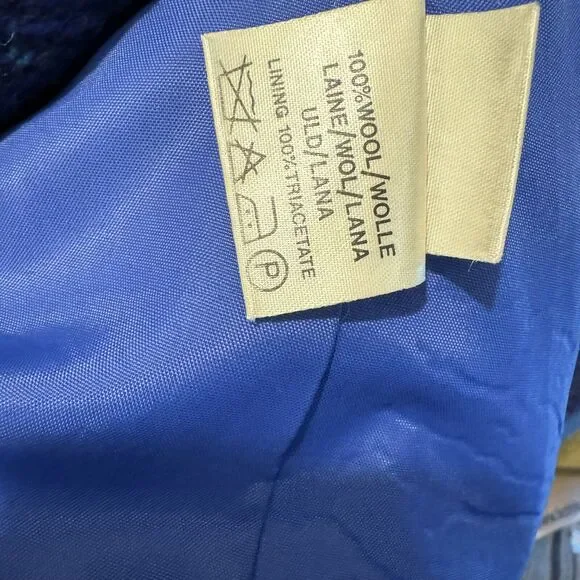 100%WOOL/WOLLE
LAINE/WOL/LANA
ULD/LANA
LINING 100%TRIACETATE
P